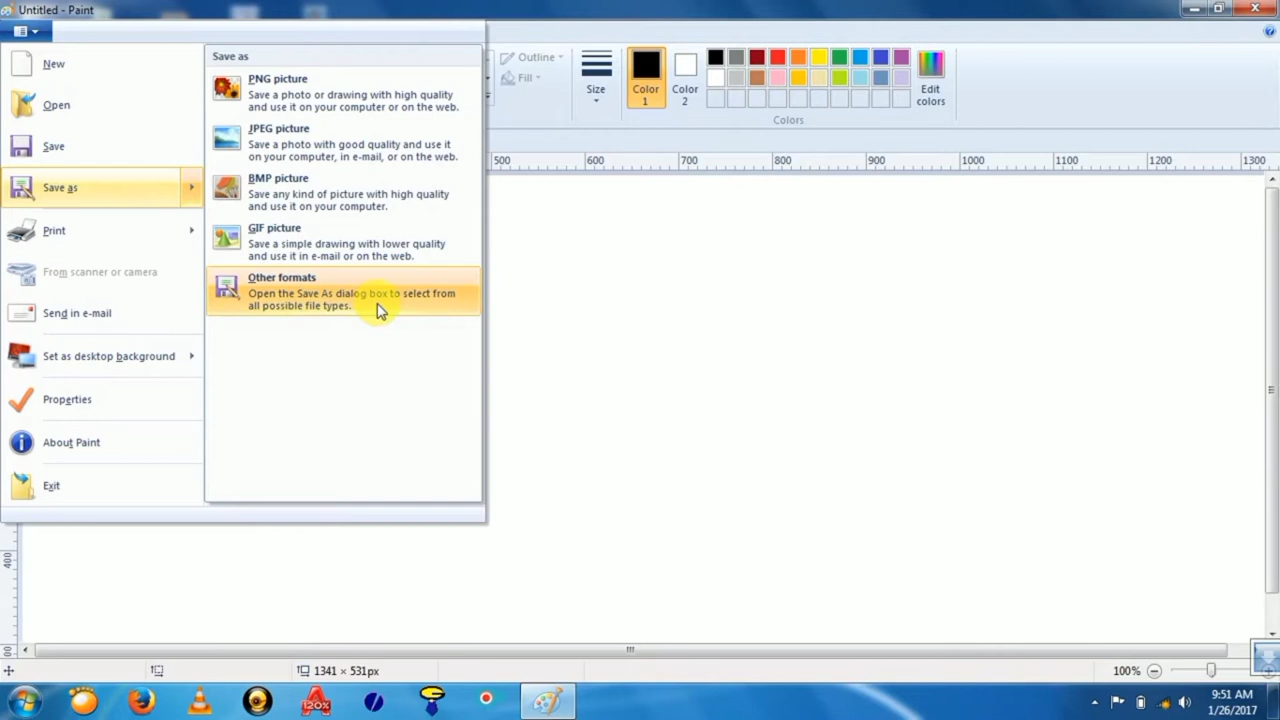 Untitled - Paint
New
Open
Save
Save as
Print
From scanner or camera
Send in e-mail
Set as desktop background
Properties
About Paint
Exit
Save as
PNG picture
Save a photo or drawing with high quality
and use it on your computer or on the web.
JPEG picture
Save a photo with good quality and use it
on your computer, in e-mail, or on the web.
BMP picture
Save any kind of picture with high quality
and use it on your computer.
GIF picture
Save a simple drawing with lower quality
and use it in e-mail or on the web.
Other formats
Open the Save As dialog box to select from
all possible file types.
Outline
Fill
Size
Color
1
Color
2
Edit
colors
Colors
500 600 700 800 900 1000 1100 1200 1300
400
1341 × 531px
100%
120%
9:51 AM
1/26/2017